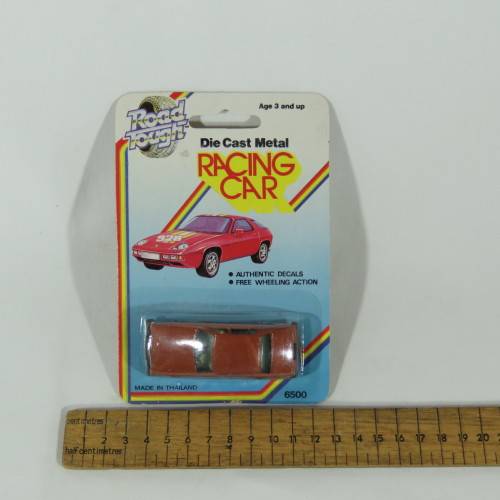 Road
Tough
Age 3 and up
Die Cast Metal
RACING
CAR
928
● AUTHENTIC DECALS
● FREE WHEELING ACTION
MADE IN THAILAND
6500
centimetres
2 3 4 5 6 7 8 9 10 11 12 13 14 15 16 17 18 19 20
half centimetres